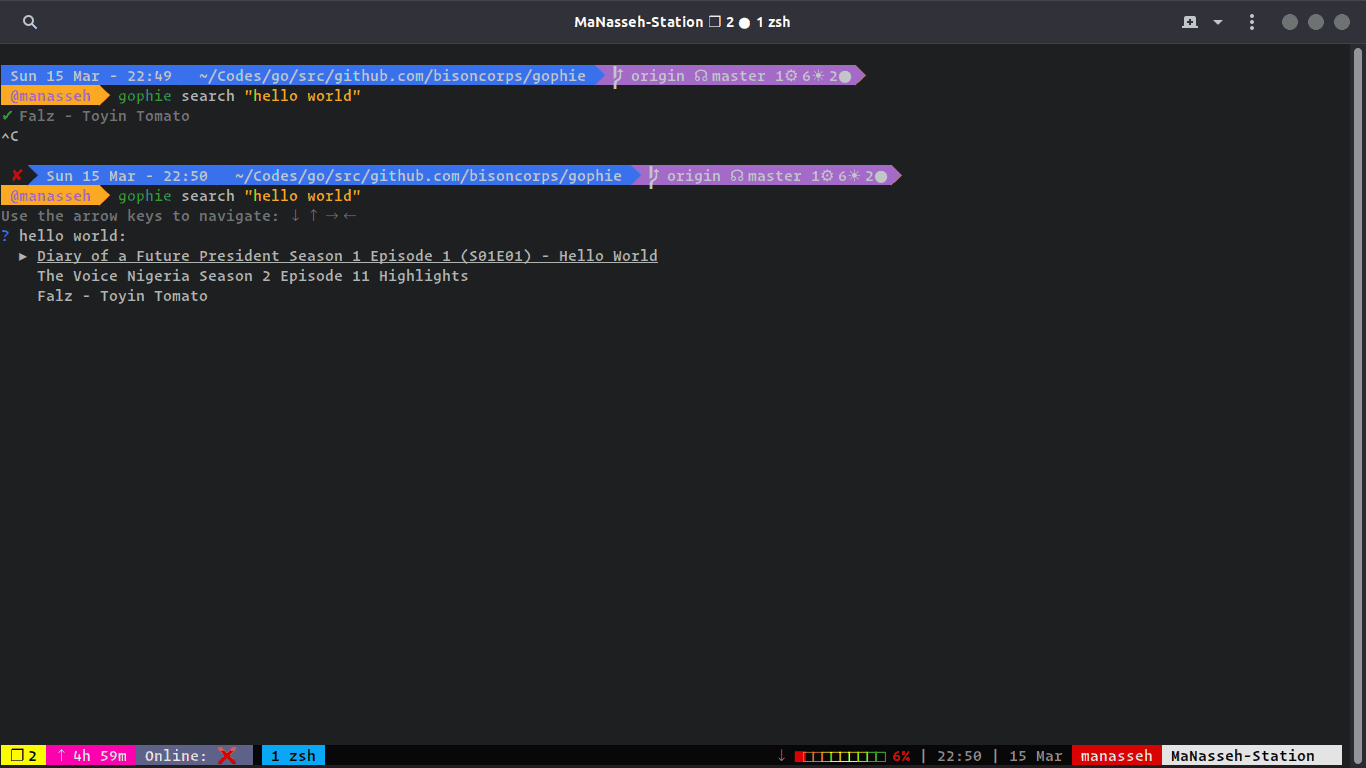 MaNasseh-Station ❐ 2 ● 1 zsh
Sun 15 Mar - 22:49 ~/Codes/go/src/github.com/bisoncorps/gophie origin ☊ master 1⚙ 6☀ 2●
@manasseh gophie search "hello world"
✔ Falz - Toyin Tomato
^C
✘ Sun 15 Mar - 22:50 ~/Codes/go/src/github.com/bisoncorps/gophie origin ☊ master 1⚙ 6☀ 2●
@manasseh gophie search "hello world"
Use the arrow keys to navigate: ↓ ↑ → ←
? hello world:
▸ Diary of a Future President Season 1 Episode 1 (S01E01) - Hello World
The Voice Nigeria Season 2 Episode 11 Highlights
Falz - Toyin Tomato
❐ 2 ↑ 4h 59m Online: ❌ 1 zsh ↓ 6% | 22:50 | 15 Mar manasseh MaNasseh-Station